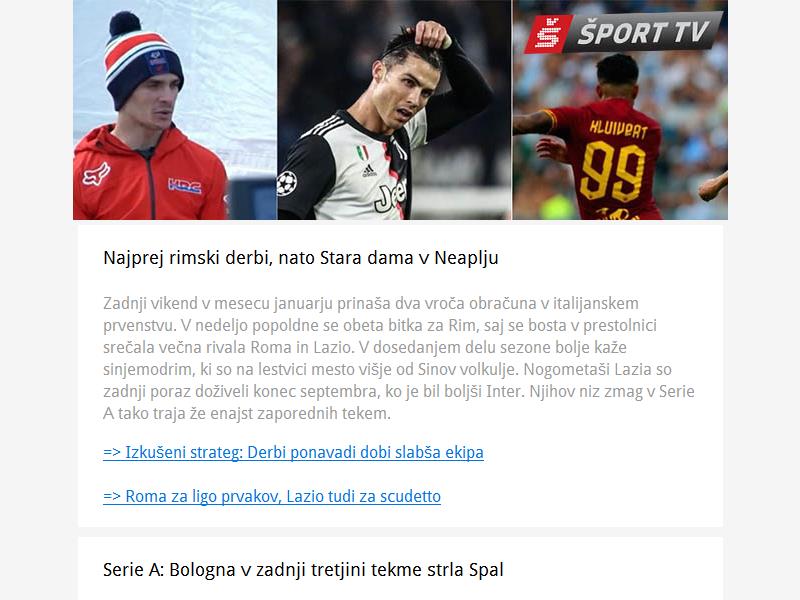 Š ŠPORT TV
HRC
Jeep
adidas
KLUIVERT
99
Najprej rimski derbi, nato Stara dama v Neaplju
Zadnji vikend v mesecu januarju prinaša dva vroča obračuna v italijanskem
prvenstvu. V nedeljo popoldne se obeta bitka za Rim, saj se bosta v prestolnici
srečala večna rivala Roma in Lazio. V dosedanjem delu sezone bolje kaže
sinjemodrim, ki so na lestvici mesto višje od Sinov volkulje. Nogometaši Lazia so
zadnji poraz doživeli konec septembra, ko je bil boljši Inter. Njihov niz zmag v Serie
A tako traja že enajst zaporednih tekem.
=> Izkušeni strateg: Derbi ponavadi dobi slabša ekipa
=> Roma za ligo prvakov, Lazio tudi za scudetto
Serie A: Bologna v zadnji tretjini tekme strla Spal